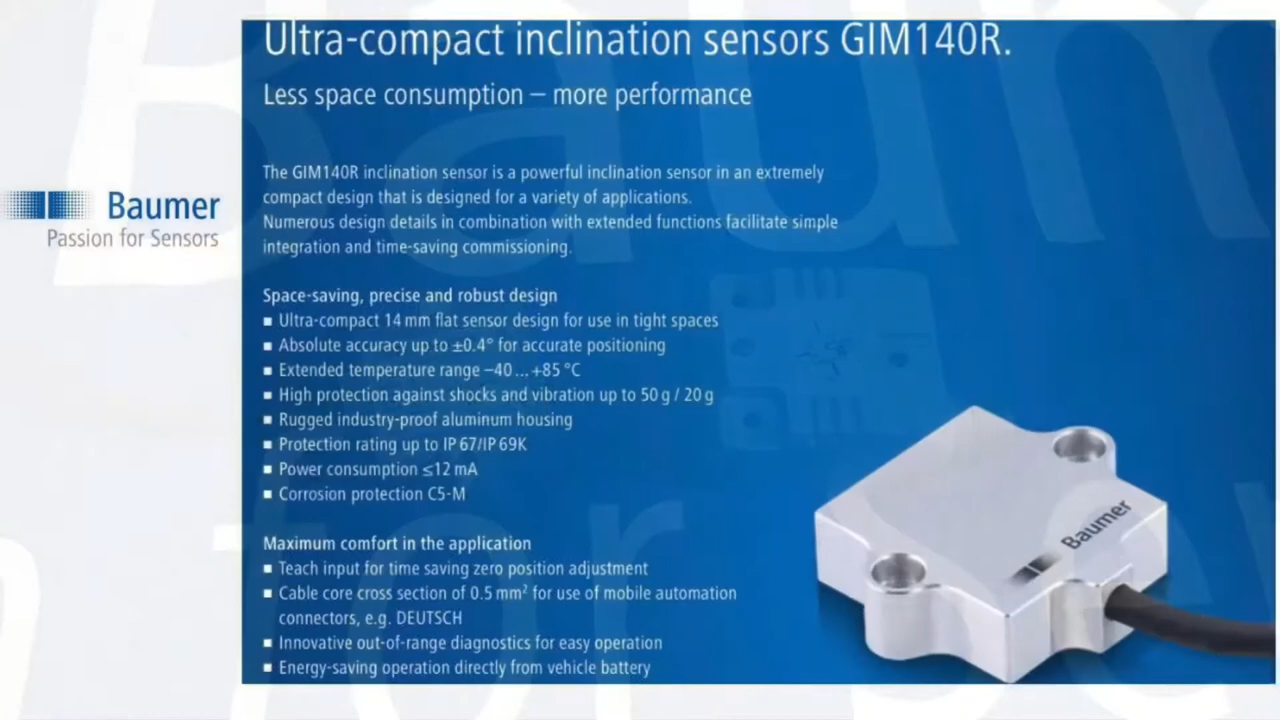 Ultra-compact inclination sensors GIM140R.
Less space consumption – more performance
The GIM140R inclination sensor is a powerful inclination sensor in an extremely
compact design that is designed for a variety of applications.
Numerous design details in combination with extended functions facilitate simple
integration and time-saving commissioning.
Baumer
Passion for Sensors
Space-saving, precise and robust design
■ Ultra-compact 14 mm flat sensor design for use in tight spaces
■ Absolute accuracy up to ±0.4° for accurate positioning
■ Extended temperature range –40 ... +85 °C
■ High protection against shocks and vibration up to 50 g / 20 g
■ Rugged industry-proof aluminum housing
■ Protection rating up to IP 67/IP 69K
■ Power consumption ≤12 mA
■ Corrosion protection C5-M
Maximum comfort in the application
■ Teach input for time saving zero position adjustment
■ Cable core cross section of 0.5 mm² for use of mobile automation
connectors, e.g. DEUTSCH
■ Innovative out-of-range diagnostics for easy operation
■ Energy-saving operation directly from vehicle battery
Baumer